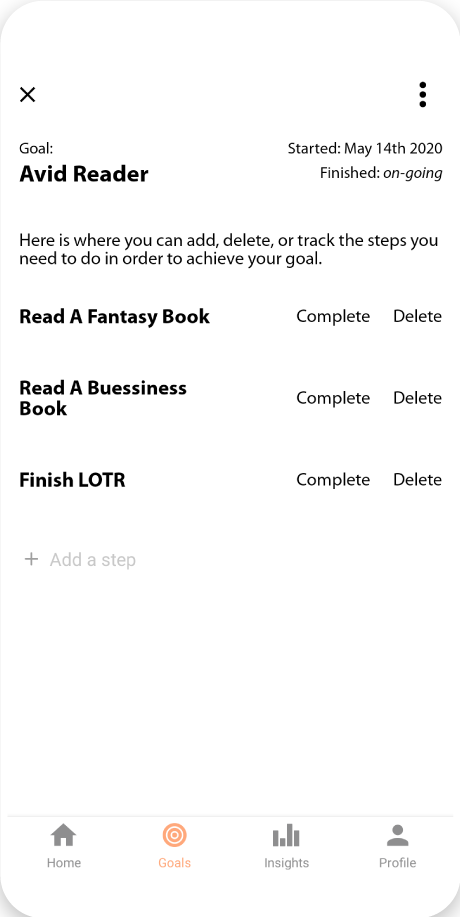 Goal:
Started: May 14th 2020
Avid Reader
Finished: on-going
Here is where you can add, delete, or track the steps you
need to do in order to achieve your goal.
Read A Fantasy Book
Complete
Delete
Read A Buessiness
Book
Complete
Delete
Finish LOTR
Complete
Delete
+ Add a step
Home
Goals
Insights
Profile